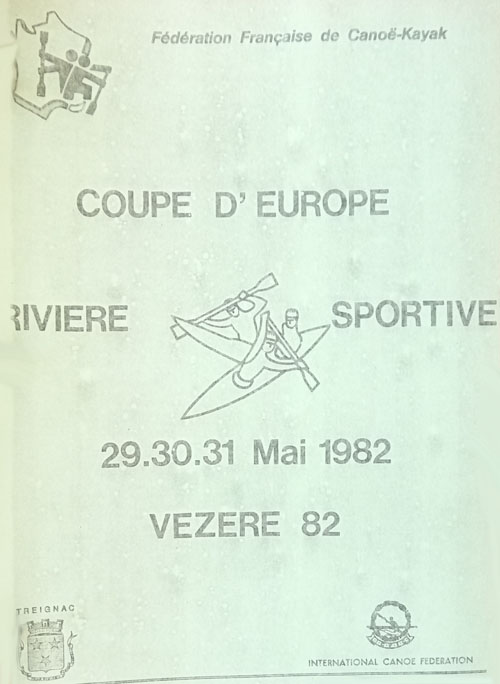 Fédération Française de Canoë-Kayak
COUPE D'EUROPE
RIVIERE SPORTIVE
29.30.31 Mai 1982
VEZERE 82
TREIGNAC
INTERNATIONAL CANOE FEDERATION